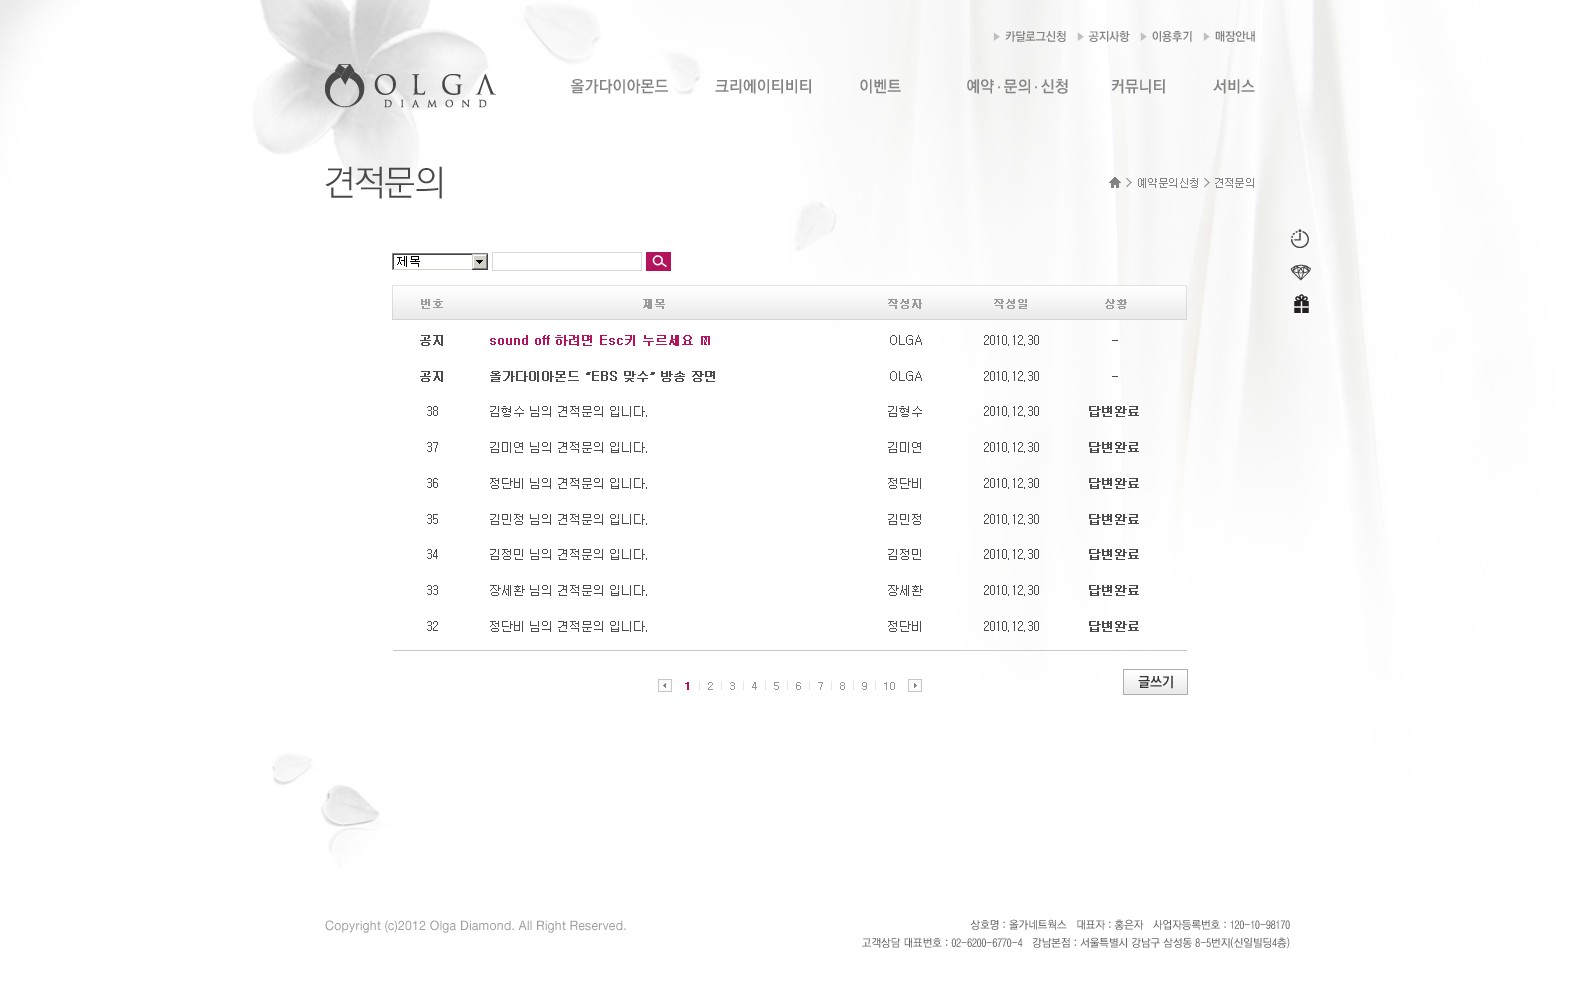 ▶ 카달로그신청 ▶ 공지사항 ▶ 이용후기 ▶ 매장안내
OLGA
DIAMOND
올가다이아몬드 크리에이티비티 이벤트 예약 · 문의 · 신청 커뮤니티 서비스
견적문의
> 예약문의신청 > 견적문의
제목
번호 제목 작성자 작성일 상황
공지 sound off 하려면 Esc키 누르세요 N OLGA 2010.12.30 -
공지 올가다이아몬드 “EBS 맞수” 방송 장면 OLGA 2010.12.30 -
38 김형수 님의 견적문의 입니다. 김형수 2010.12.30 답변완료
37 김미연 님의 견적문의 입니다. 김미연 2010.12.30 답변완료
36 정단비 님의 견적문의 입니다. 정단비 2010.12.30 답변완료
35 김민정 님의 견적문의 입니다. 김민정 2010.12.30 답변완료
34 김정민 님의 견적문의 입니다. 김정민 2010.12.30 답변완료
33 장세환 님의 견적문의 입니다. 장세환 2010.12.30 답변완료
32 정단비 님의 견적문의 입니다. 정단비 2010.12.30 답변완료
1 2 3 4 5 6 7 8 9 10
글쓰기
Copyright (c)2012 Olga Diamond. All Right Reserved.
상호명 : 올가네트웍스 대표자 : 홍은자 사업자등록번호 : 120-10-98170
고객상담 대표번호 : 02-6200-6770-4 강남본점 : 서울특별시 강남구 삼성동 8-5번지(신일빌딩4층)